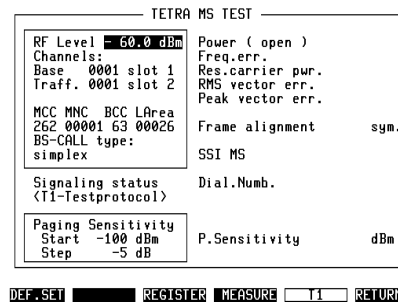 TETRA MS TEST
RF Level - 60.0 dBm
Channels:
Base 0001 slot 1
Traff. 0001 slot 2
MCC MNC BCC LArea
262 00001 63 00026
BS-CALL type:
simplex
Signaling status
<T1-Testprotocol>
Paging Sensitivity
Start -100 dBm
Step -5 dB
Power ( open )
Freq.err.
Res.carrier pwr.
RMS vector err.
Peak vector err.
Frame alignment sym.
SSI MS
Dial.Numb.
P.Sensitivity dBm
DEF.SET REGISTER MEASURE T1 RETURN